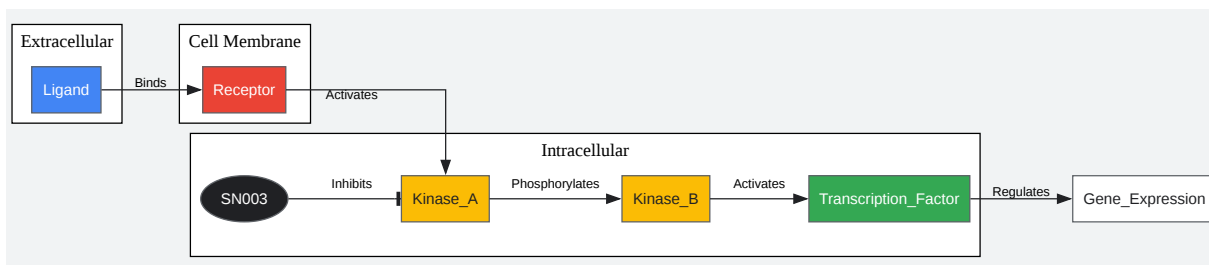 Extracellular
Cell Membrane
Ligand
Binds
Receptor
Activates
Intracellular
SN003
Inhibits
Kinase_A
Phosphorylates
Kinase_B
Activates
Transcription_Factor
Regulates
Gene_Expression